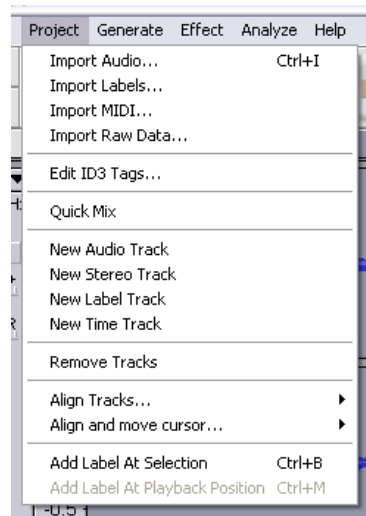 Project Generate Effect Analyze Help
Import Audio... Ctrl+I
Import Labels...
Import MIDI...
Import Raw Data...
Edit ID3 Tags...
Quick Mix
New Audio Track
New Stereo Track
New Label Track
New Time Track
Remove Tracks
Align Tracks...
Align and move cursor...
Add Label At Selection Ctrl+B
Add Label At Playback Position Ctrl+M
-0.5